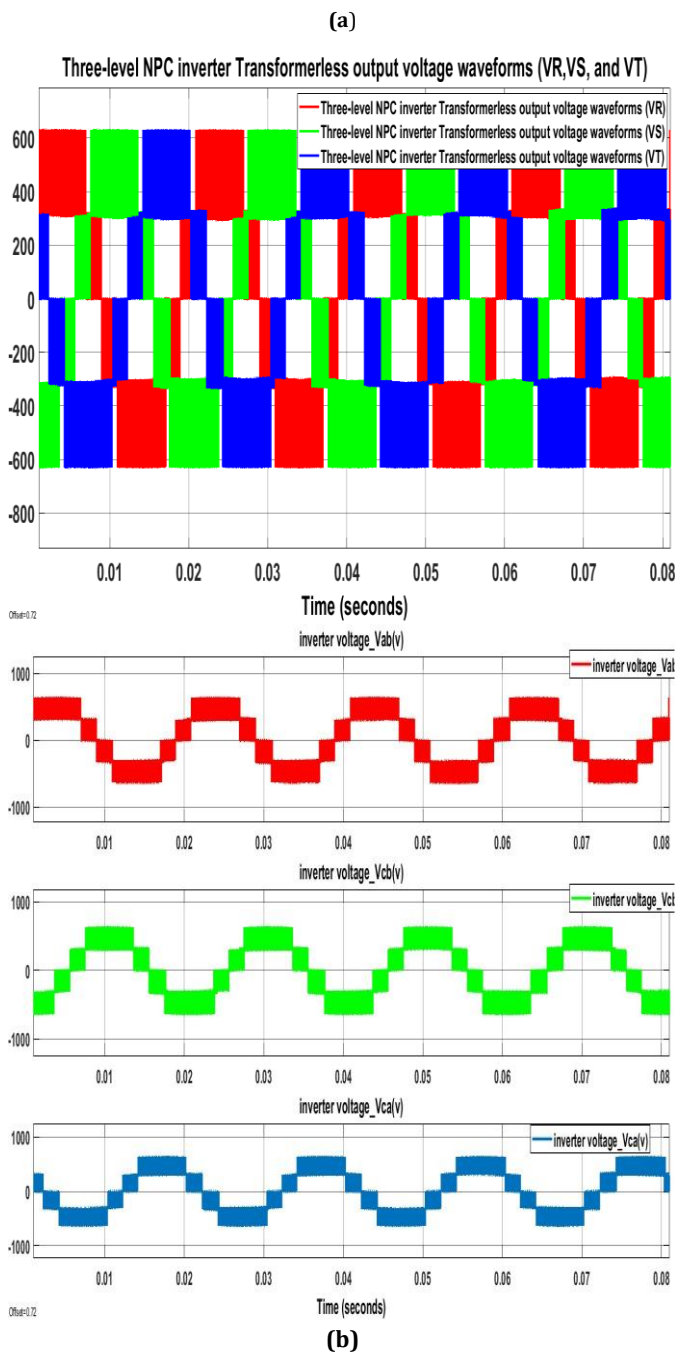 (a)
Three-level NPC inverter Transformerless output voltage waveforms (VR,VS, and VT)
Three-level NPC inverter Transformerless output voltage waveforms (VR)
Three-level NPC inverter Transformerless output voltage waveforms (VS)
Three-level NPC inverter Transformerless output voltage waveforms (VT)
600
400
200
0
-200
-400
-600
-800
0.01 0.02 0.03 0.04 0.05 0.06 0.07 0.08
Time (seconds)
Offset=0.72
inverter voltage_Vab(v)
inverter voltage_Vab
1000
0
-1000
0.01 0.02 0.03 0.04 0.05 0.06 0.07 0.08
inverter voltage_Vcb(v)
inverter voltage_Vcb
1000
0
-1000
0.01 0.02 0.03 0.04 0.05 0.06 0.07 0.08
inverter voltage_Vca(v)
inverter voltage_Vca(v)
1000
0
-1000
0.01 0.02 0.03 0.04 0.05 0.06 0.07 0.08
Offset=0.72
Time (seconds)
(b)